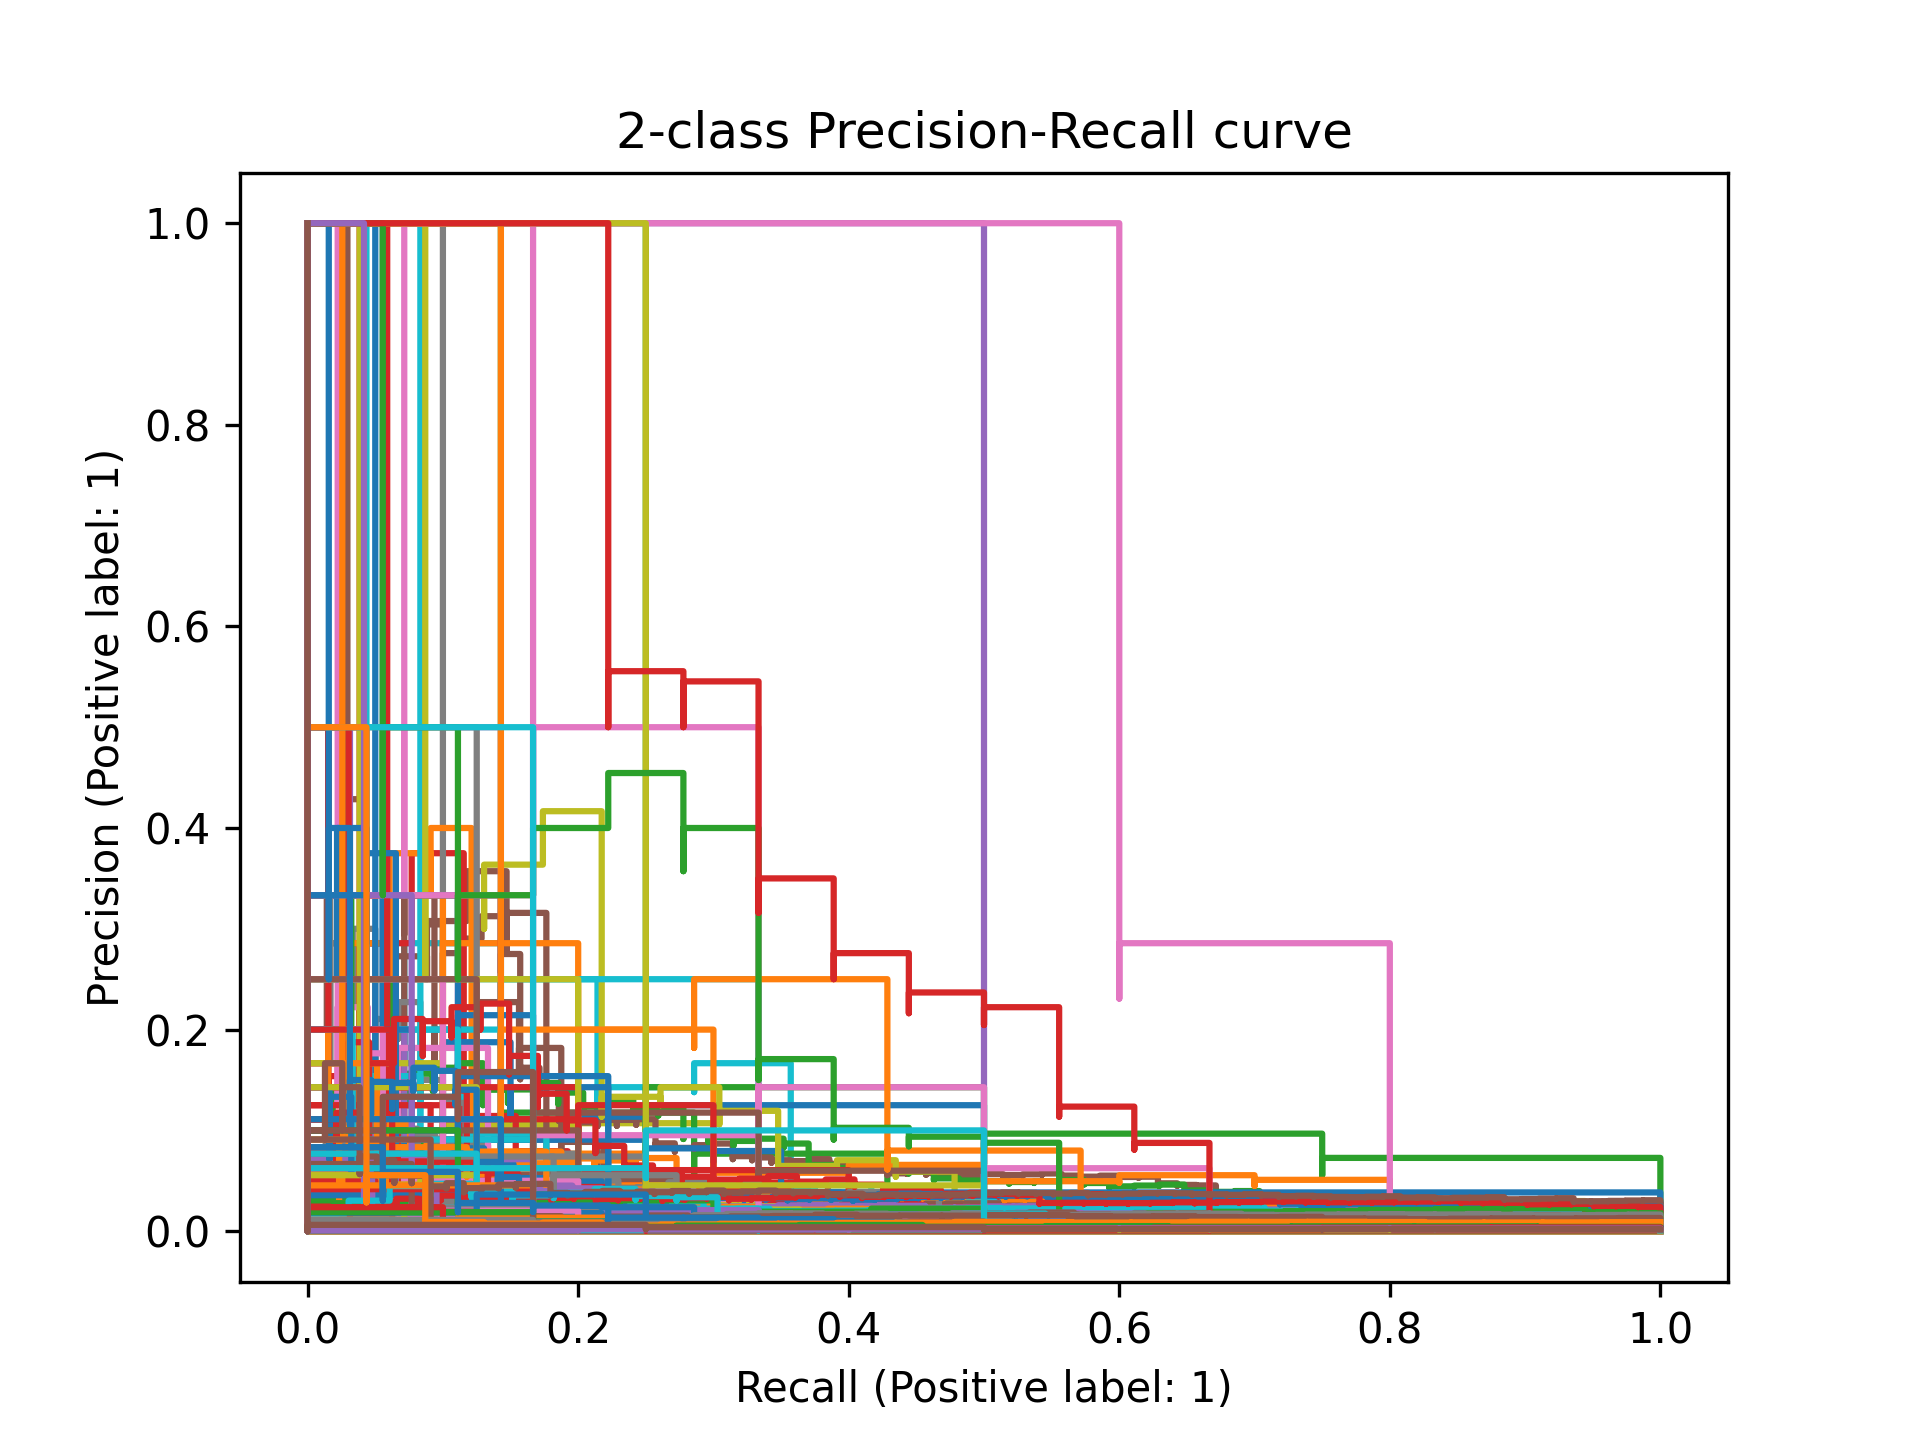 2-class Precision-Recall curve
1.0
0.8
0.6
0.4
0.2
0.0
Precision (Positive label: 1)
0.0 0.2 0.4 0.6 0.8 1.0
Recall (Positive label: 1)